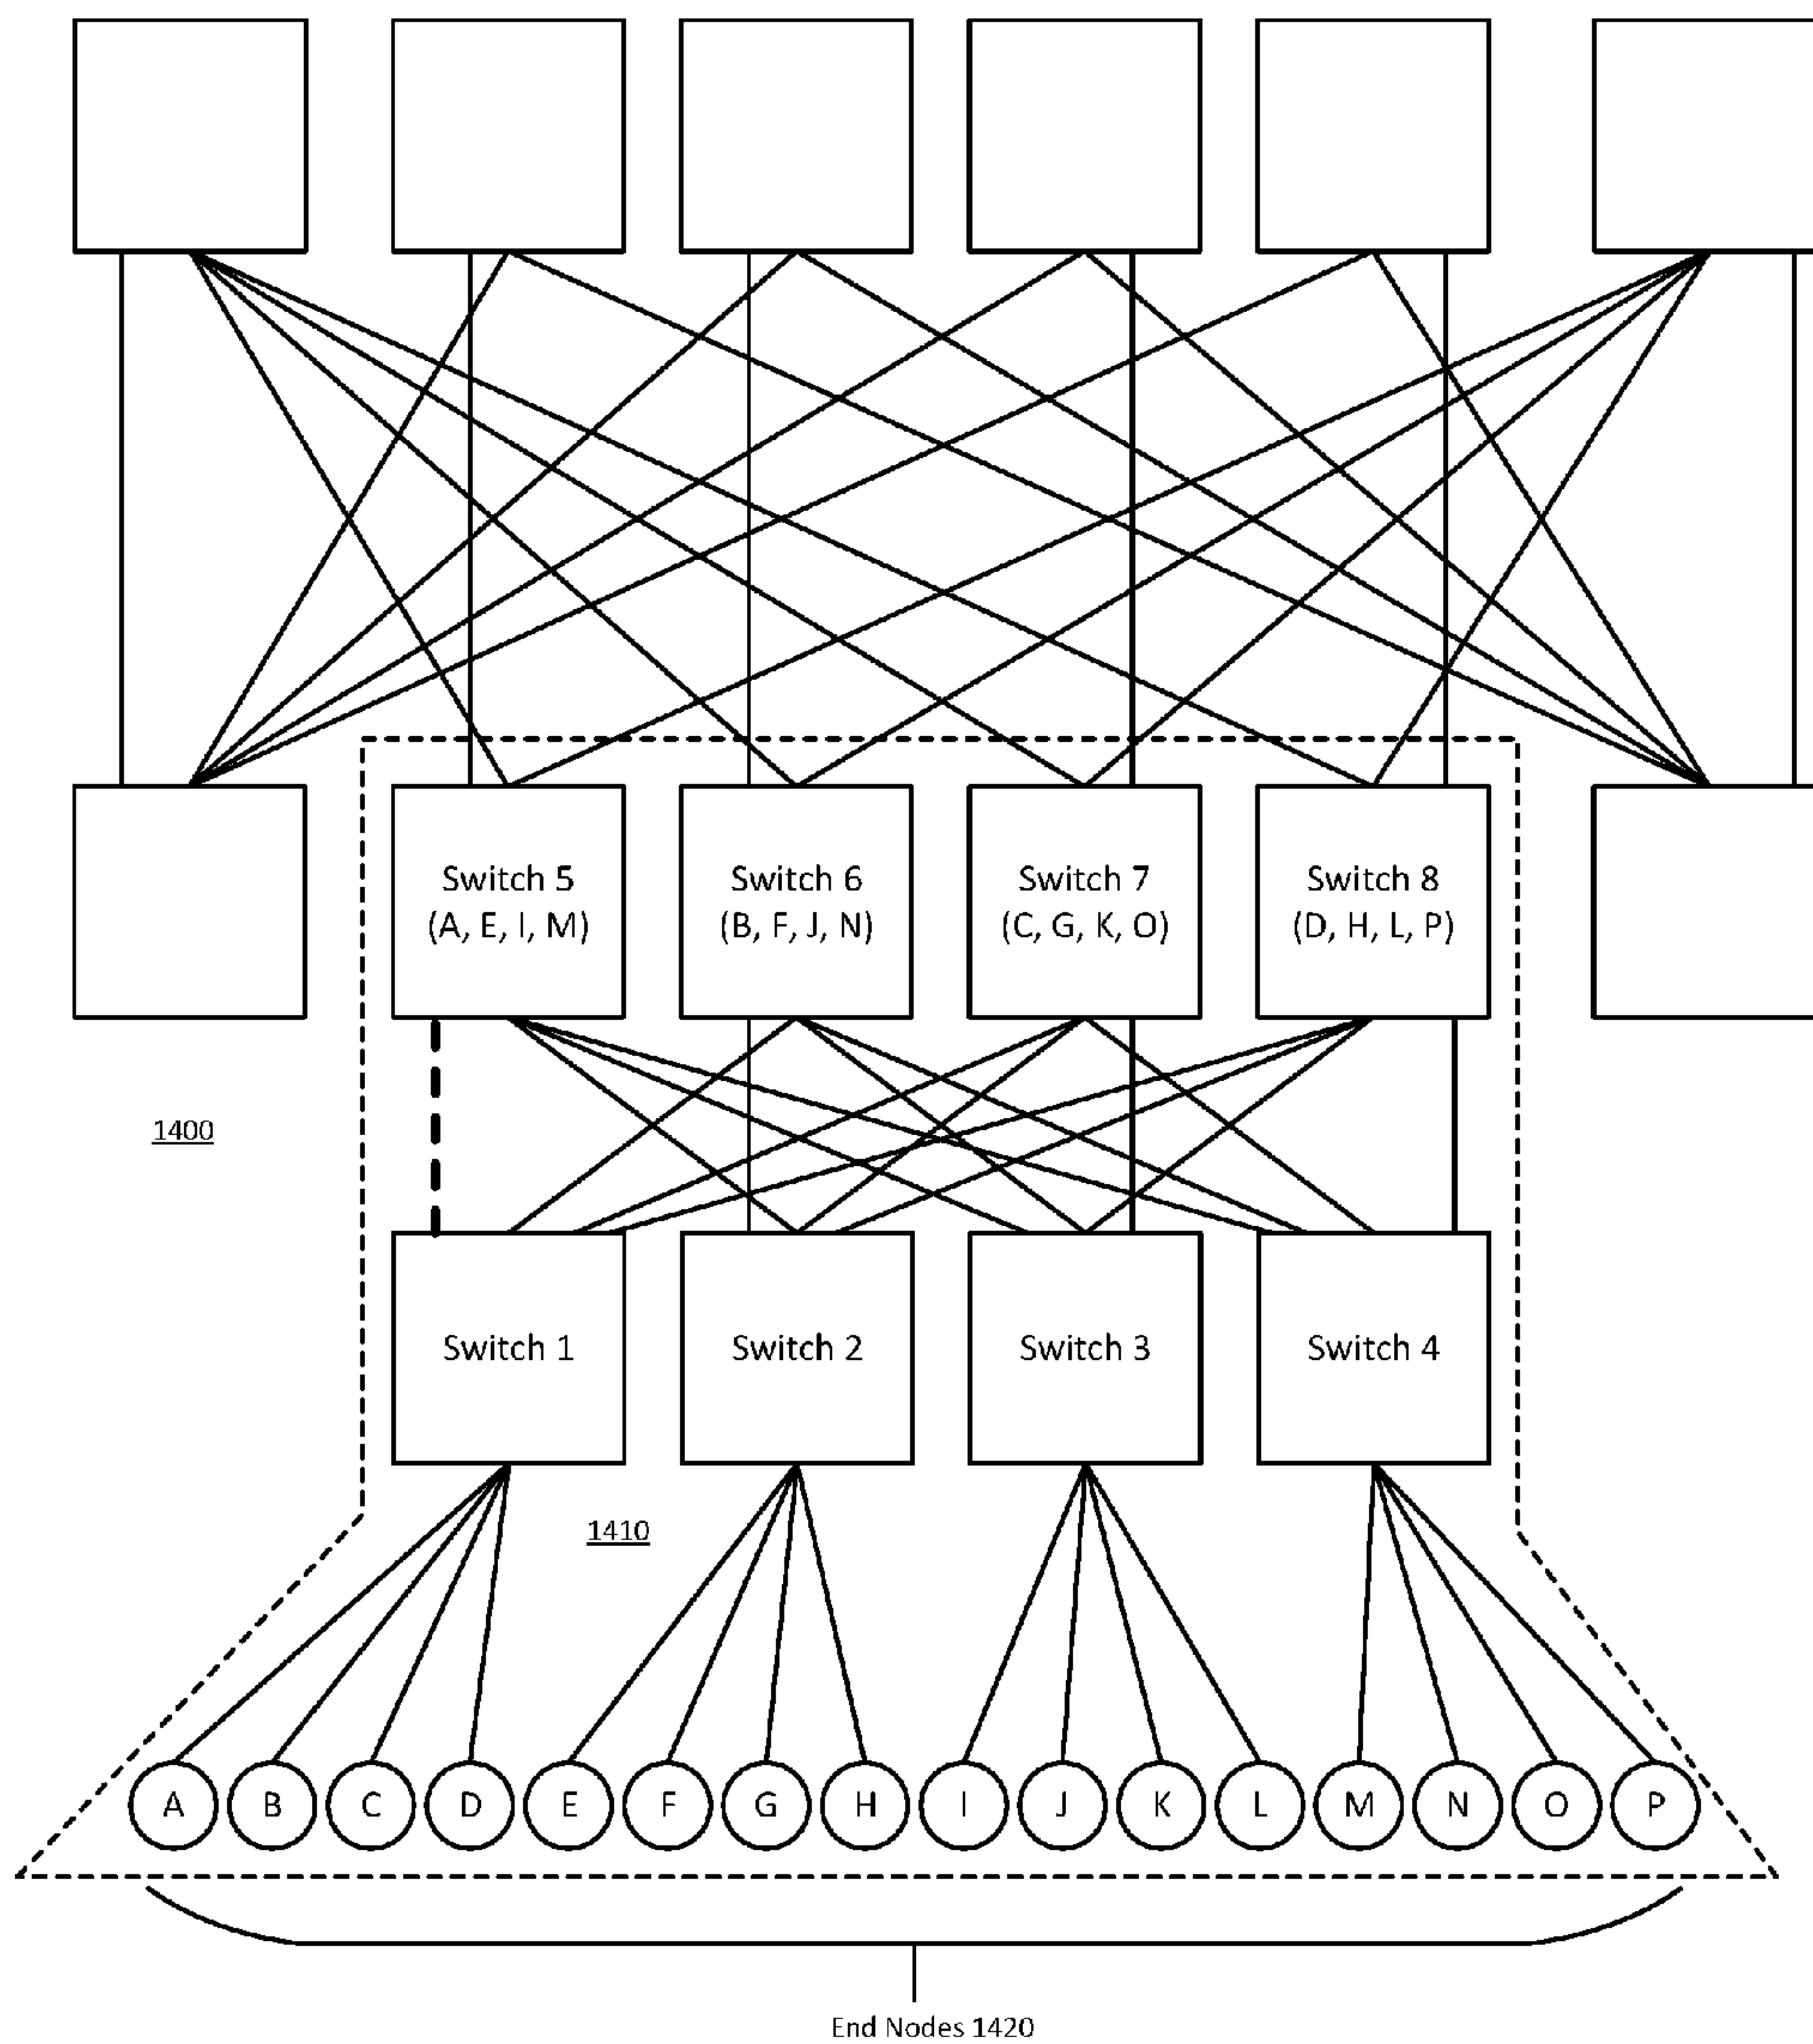 Switch 5
(A, E, I, M)
Switch 6
(B, F, J, N)
Switch 7
(C, G, K, O)
Switch 8
(D, H, L, P)
1400
Switch 1
Switch 2
Switch 3
Switch 4
1410
A
B
C
D
E
F
G
H
I
J
K
L
M
N
O
P
End Nodes 1420